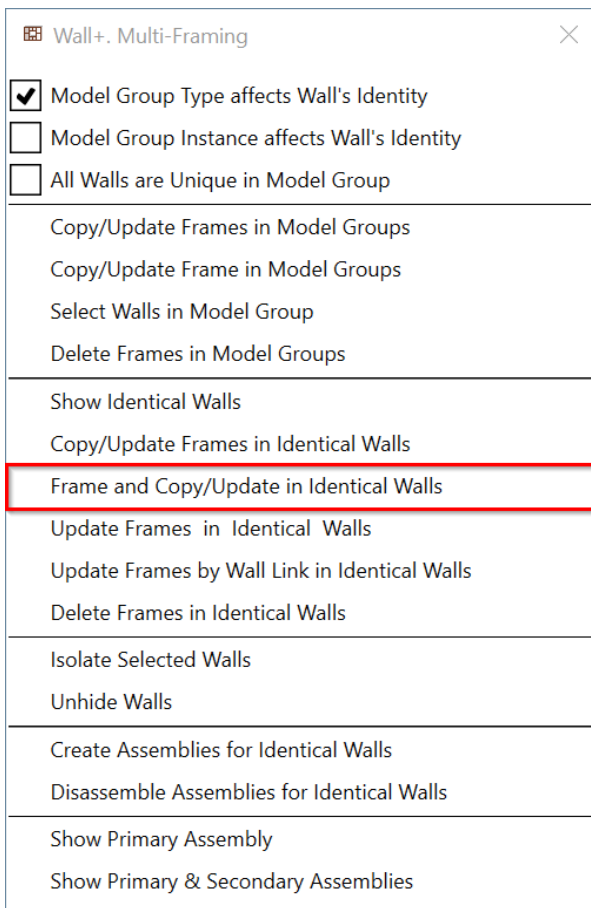 Wall+. Multi-Framing
Model Group Type affects Wall's Identity
Model Group Instance affects Wall's Identity
All Walls are Unique in Model Group
Copy/Update Frames in Model Groups
Copy/Update Frame in Model Groups
Select Walls in Model Group
Delete Frames in Model Groups
Show Identical Walls
Copy/Update Frames in Identical Walls
Frame and Copy/Update in Identical Walls
Update Frames in Identical Walls
Update Frames by Wall Link in Identical Walls
Delete Frames in Identical Walls
Isolate Selected Walls
Unhide Walls
Create Assemblies for Identical Walls
Disassemble Assemblies for Identical Walls
Show Primary Assembly
Show Primary & Secondary Assemblies